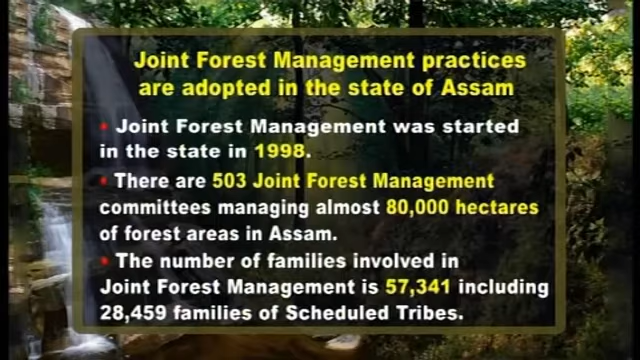 Joint Forest Management practices
are adopted in the state of Assam
• Joint Forest Management was started
in the state in 1998.
• There are 503 Joint Forest Management
committees managing almost 80,000 hectares
of forest areas in Assam.
• The number of families involved in
Joint Forest Management is 57,341 including
28,459 families of Scheduled Tribes.